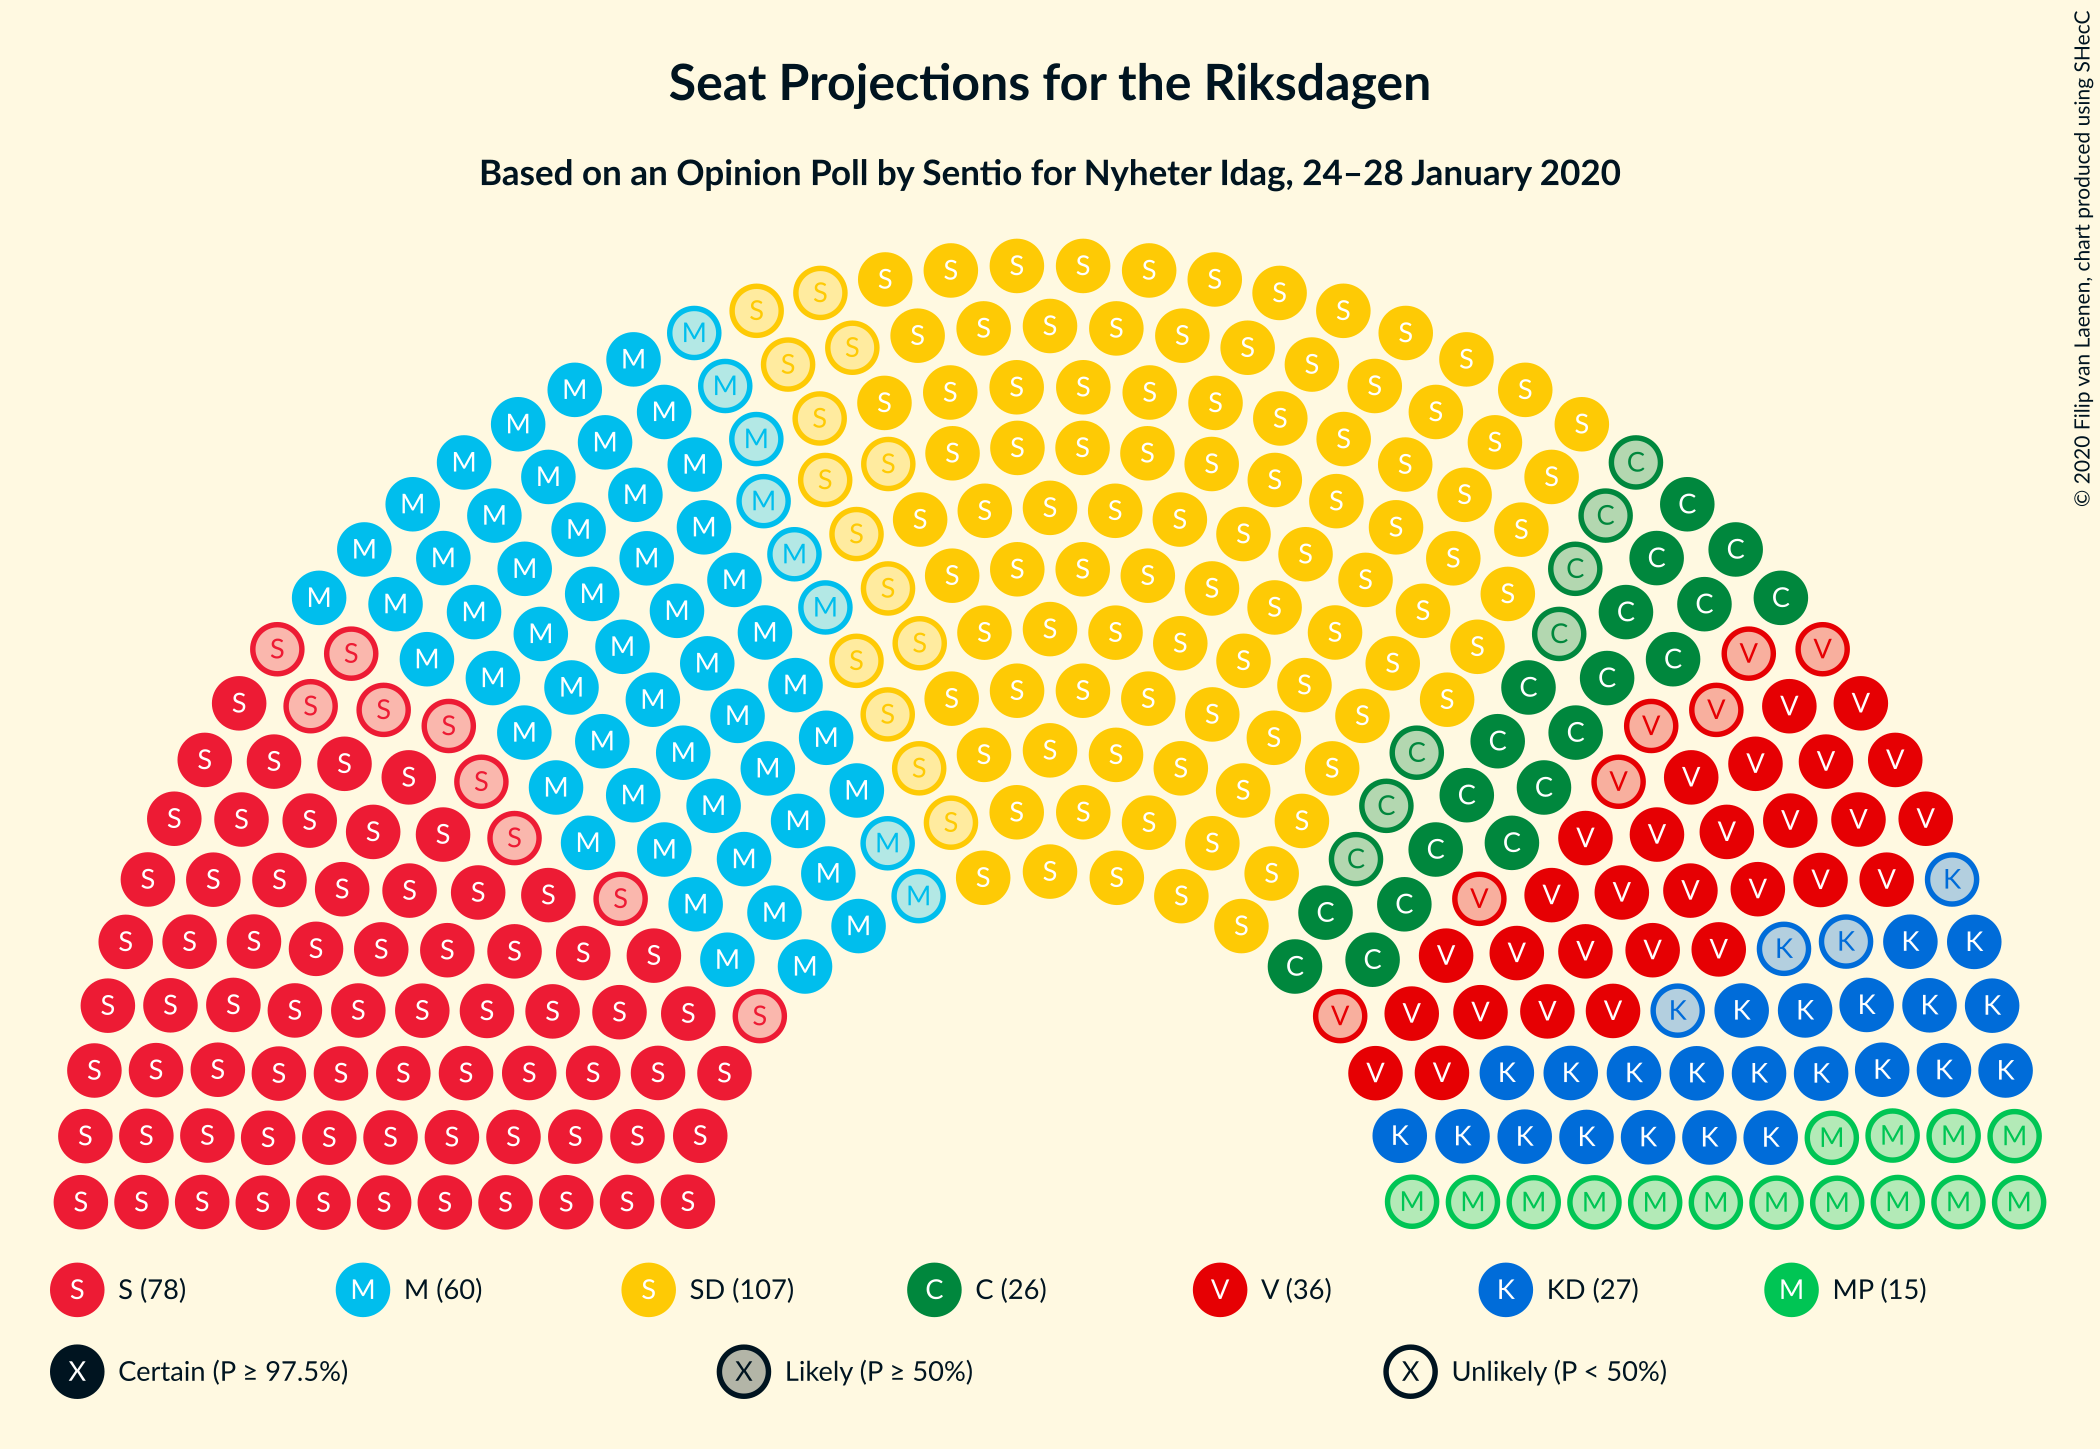 Seat Projections for the Riksdagen
Based on an Opinion Poll by Sentio for Nyheter Idag, 24–28 January 2020
© 2020 Filip van Laenen, chart produced using SHecC
S S (78) M M (60) S SD (107) C C (26) V V (36) K KD (27) M MP (15)
X Certain (P ≥ 97.5%) X Likely (P ≥ 50%) X Unlikely (P < 50%)